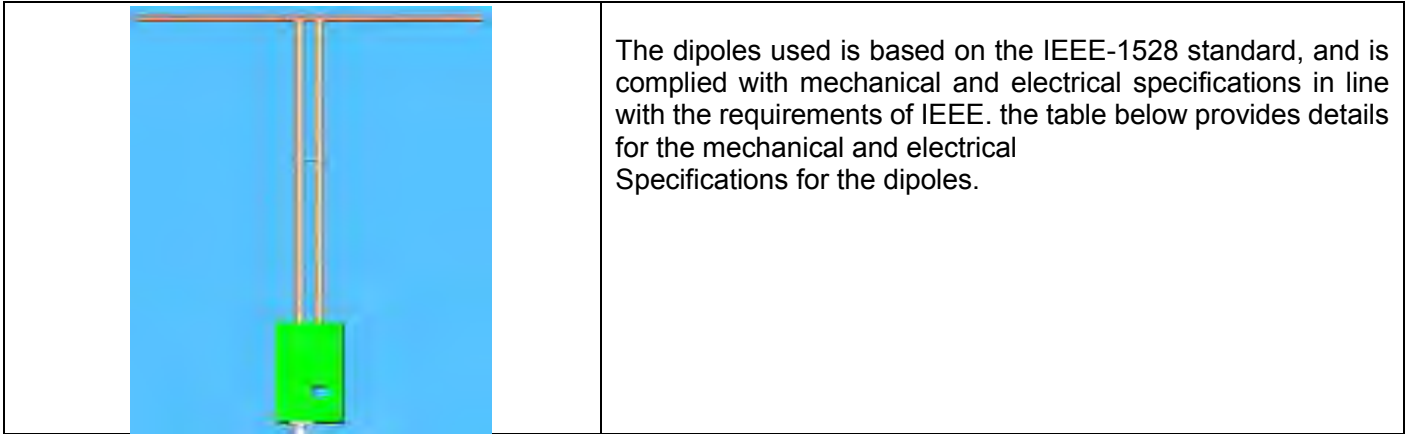 The dipoles used is based on the IEEE-1528 standard, and is
complied with mechanical and electrical specifications in line
with the requirements of IEEE. the table below provides details
for the mechanical and electrical
Specifications for the dipoles.